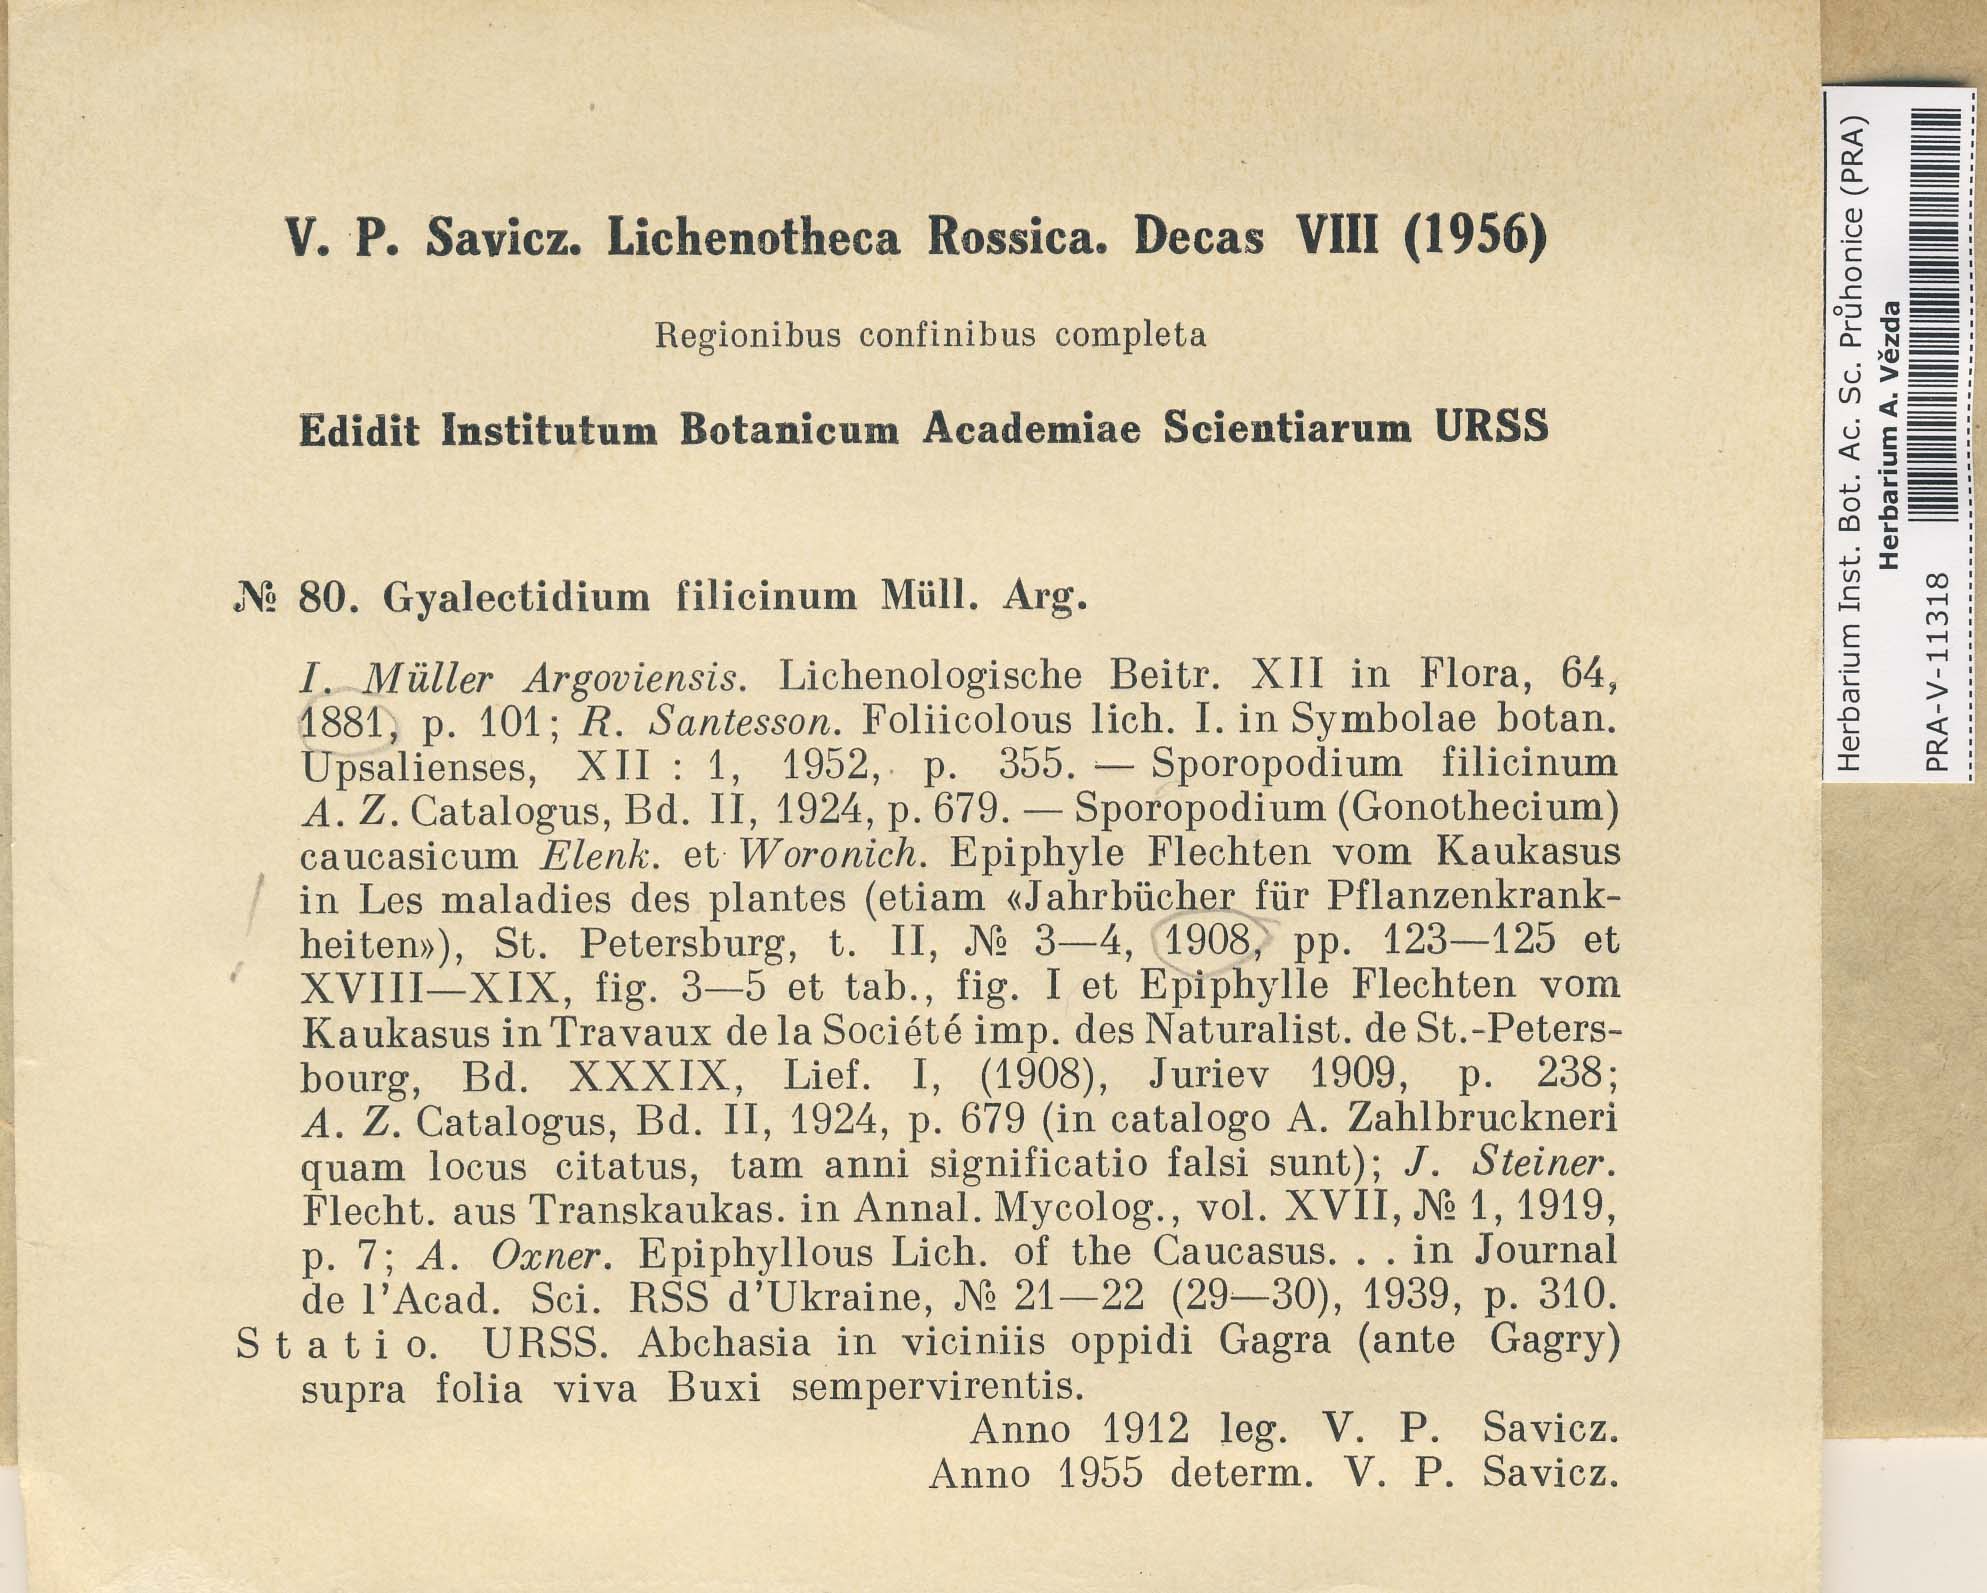 V. P. Savicz. Lichenotheca Rossica. Decas VIII (1956)
Regionibus confinibus completa
Edidit Institutum Botanicum Academiae Scientiarum URSS
№ 80. Gyalectidium filicinum Müll. Arg.
I. Müller Argoviensis. Lichenologische Beitr. XII in Flora, 64,
1881, p. 101; R. Santesson. Foliicolous lich. I. in Symbolae botan.
Upsalienses, XII : 1, 1952, p. 355. — Sporopodium filicinum
A. Z. Catalogus, Bd. II, 1924, p. 679. — Sporopodium (Gonothecium)
caucasicum Elenk. et Woronich. Epiphyle Flechten vom Kaukasus
in Les maladies des plantes (etiam «Jahrbücher für Pflanzenkrank-
heiten»), St. Petersburg, t. II, № 3—4, 1908, pp. 123—125 et
XVIII—XIX, fig. 3—5 et tab., fig. I et Epiphylle Flechten vom
Kaukasus in Travaux de la Société imp. des Naturalist. de St.-Peters-
bourg, Bd. XXXIX, Lief. I, (1908), Juriev 1909, p. 238;
A. Z. Catalogus, Bd. II, 1924, p. 679 (in catalogo A. Zahlbruckneri
quam locus citatus, tam anni significatio falsi sunt); J. Steiner.
Flecht. aus Transkaukas. in Annal. Mycolog., vol. XVII, № 1, 1919,
p. 7; A. Oxner. Epiphyllous Lich. of the Caucasus. . . in Journal
de l'Acad. Sci. RSS d'Ukraine, № 21—22 (29—30), 1939, p. 310.
Statio. URSS. Abchasia in viciniis oppidi Gagra (ante Gagry)
supra folia viva Buxi sempervirentis.
Anno 1912 leg. V. P. Savicz.
Anno 1955 determ. V. P. Savicz.
Herbarium Inst. Bot. Ac. Sc. Průhonice (PRA)
Herbarium A. Vězda
PRA-V-11318